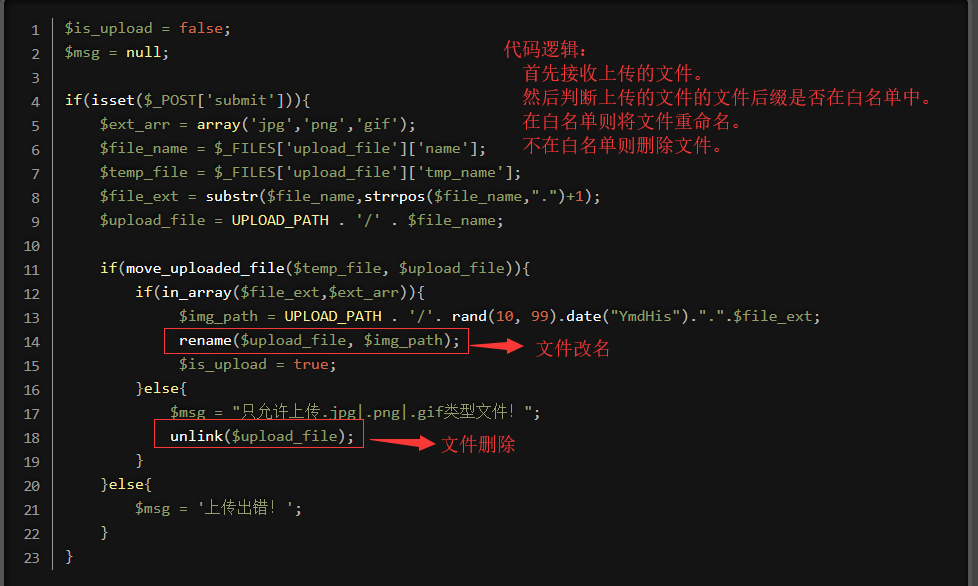 1 $is_upload = false;
2 $msg = null;
代码逻辑：
3 首先接收上传的文件。
4 if(isset($_POST['submit'])){
然后判断上传的文件的文件后缀是否在白名单中。
5 $ext_arr = array('jpg','png','gif');
在白名单则将文件重命名。
6 $file_name = $_FILES['upload_file']['name'];
不在白名单则删除文件。
7 $temp_file = $_FILES['upload_file']['tmp_name'];
8 $file_ext = substr($file_name,strrpos($file_name,".")+1);
9 $upload_file = UPLOAD_PATH . '/' . $file_name;
10
11 if(move_uploaded_file($temp_file, $upload_file)){
12 if(in_array($file_ext,$ext_arr)){
13 $img_path = UPLOAD_PATH . '/'. rand(10, 99).date("YmdHis").".".$file_ext;
14 rename($upload_file, $img_path); 文件改名
15 $is_upload = true;
16 }else{
17 $msg = "只允许上传.jpg|.png|.gif类型文件！";
18 unlink($upload_file); 文件删除
19 }
20 }else{
21 $msg = '上传出错！';
22 }
23 }